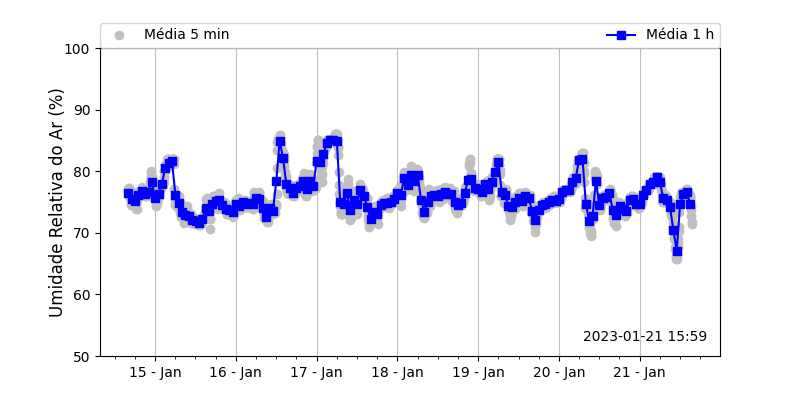 Média 5 min
Média 1 h
Umidade Relativa do Ar (%)
100
90
80
70
60
50
2023-01-21 15:59
15 - Jan
16 - Jan
17 - Jan
18 - Jan
19 - Jan
20 - Jan
21 - Jan